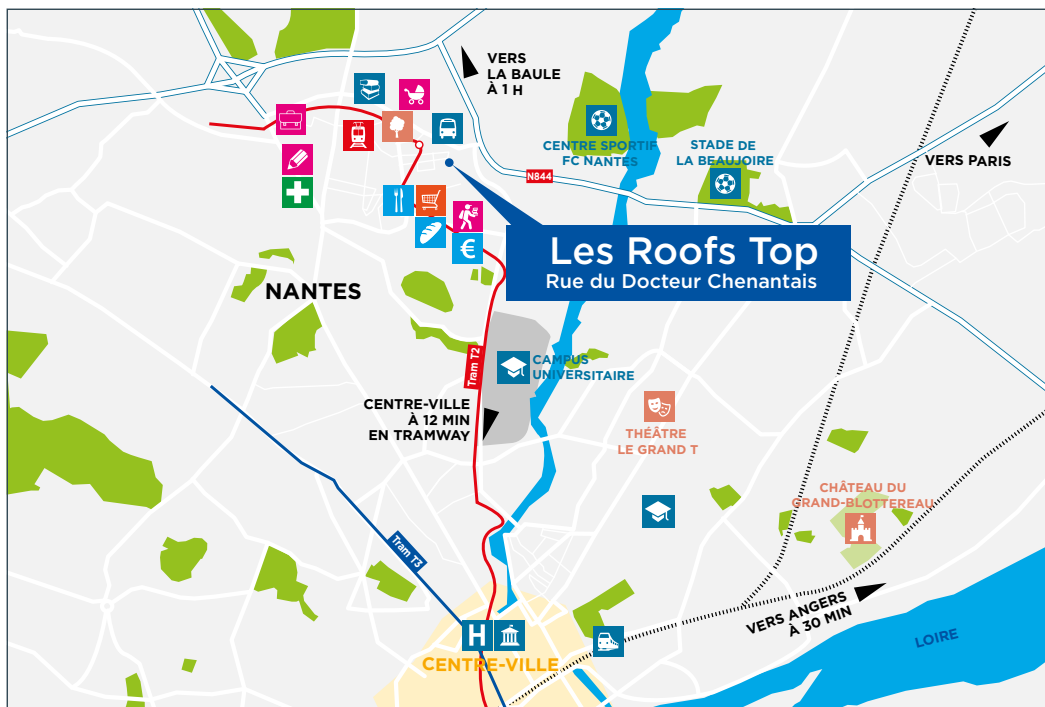 VERS
LA BAULE
À 1 H
CENTRE SPORTIF
FC NANTES
STADE DE
LA BEAUJOIRE
VERS PARIS
N844
Les Roofs Top
Rue du Docteur Chenantais
€
NANTES
Tram T2
CAMPUS
UNIVERSITAIRE
CENTRE-VILLE
À 12 MIN
EN TRAMWAY
THÉÂTRE
LE GRAND T
CHÂTEAU DU
GRAND-BLOTTEREAU
Tram T3
VERS ANGERS
À 30 MIN
LOIRE
H
CENTRE-VILLE